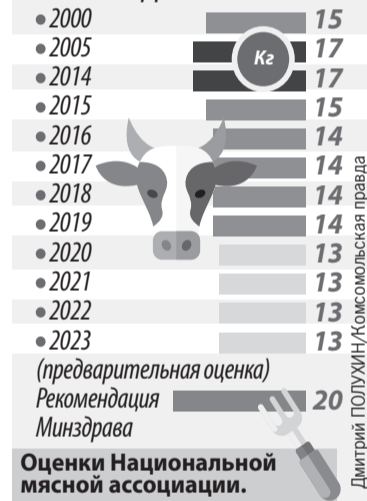 • 2000 15
• 2005 17
Кг
• 2014 17
• 2015 15
• 2016 14
• 2017 14
• 2018 14
• 2019 14
• 2020 13
• 2021 13
• 2022 13
• 2023 13
(предварительная оценка)
Рекомендация 20
Минздрава
Оценки Национальной
мясной ассоциации.
Дмитрий ПОЛУХИН/Комсомольская правда